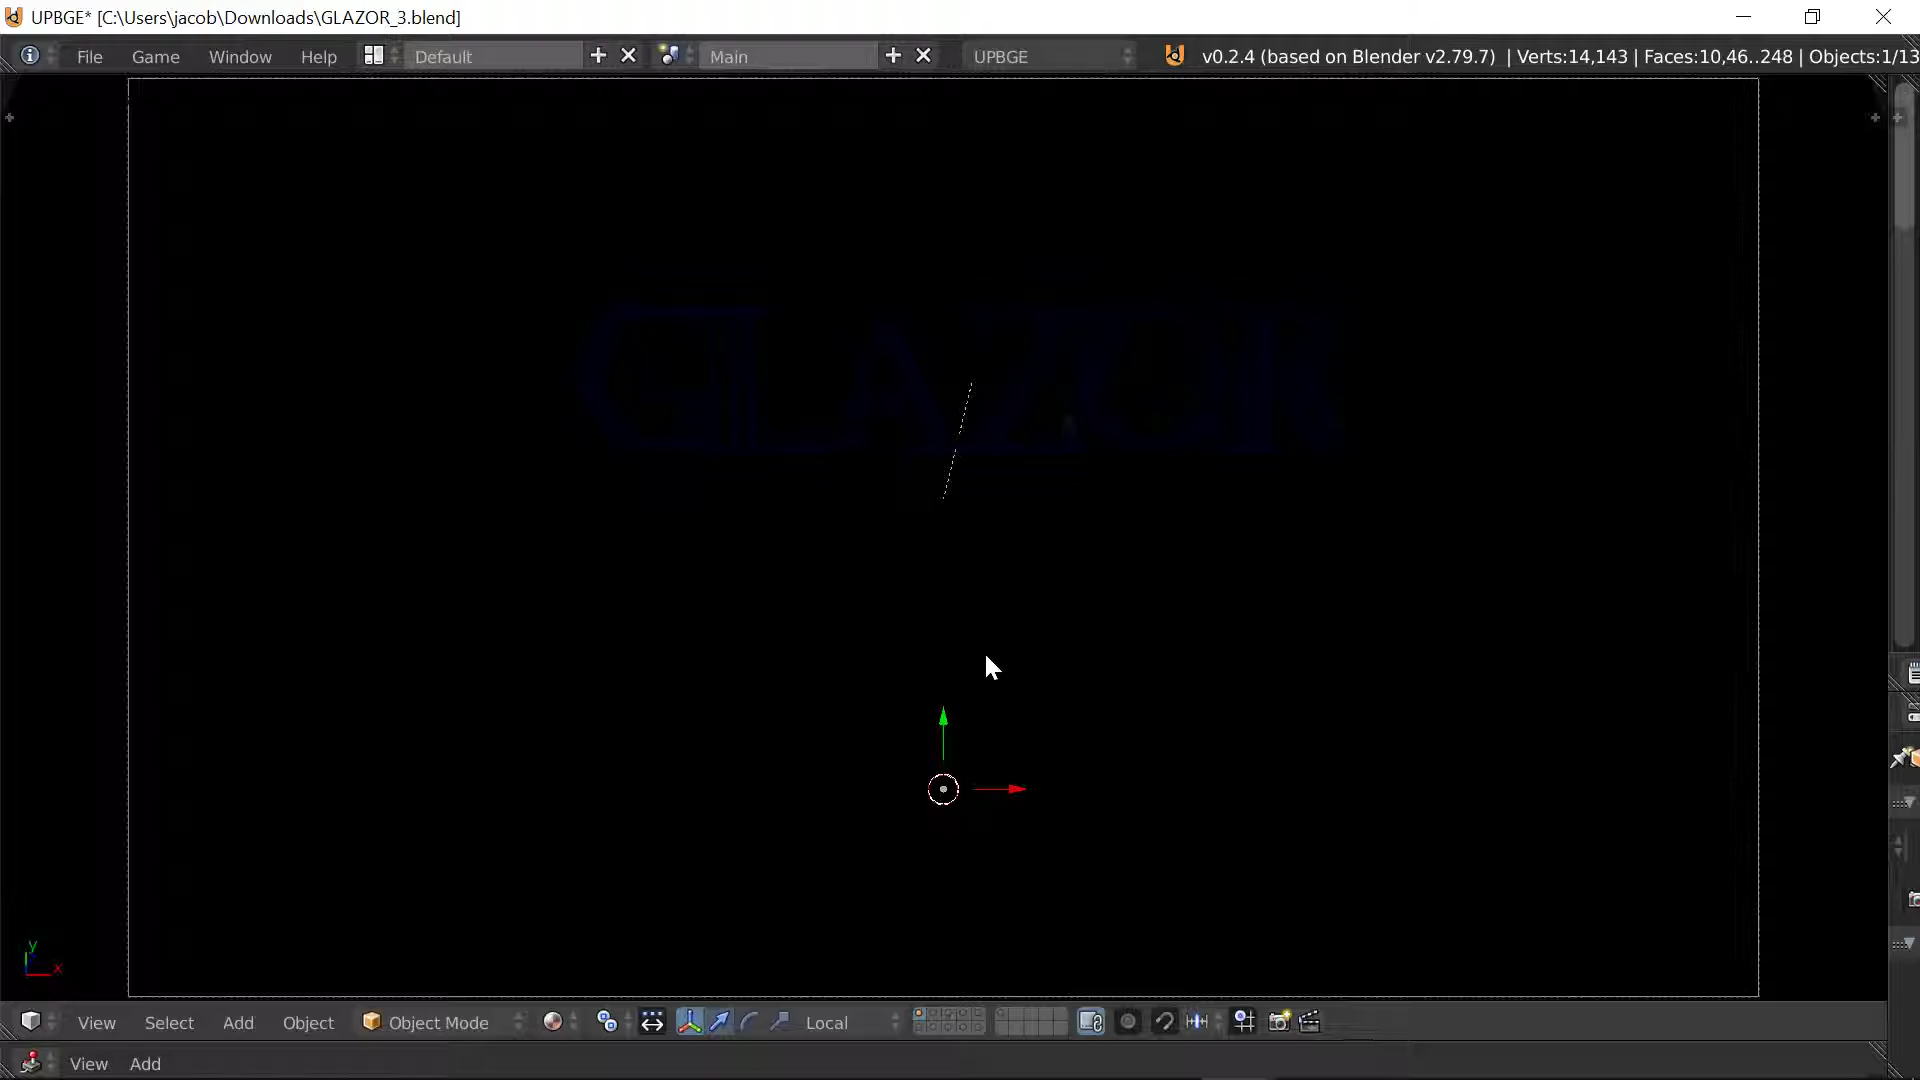 UPBGE* [C:\Users\jacob\Downloads\GLAZOR_3.blend]
File Game Window Help Default Main UPBGE v0.2.4 (based on Blender v2.79.7) | Verts:14,143 | Faces:10,46..248 | Objects:1/13
GLAZOR
y
x
View Select Add Object Object Mode Local
View Add